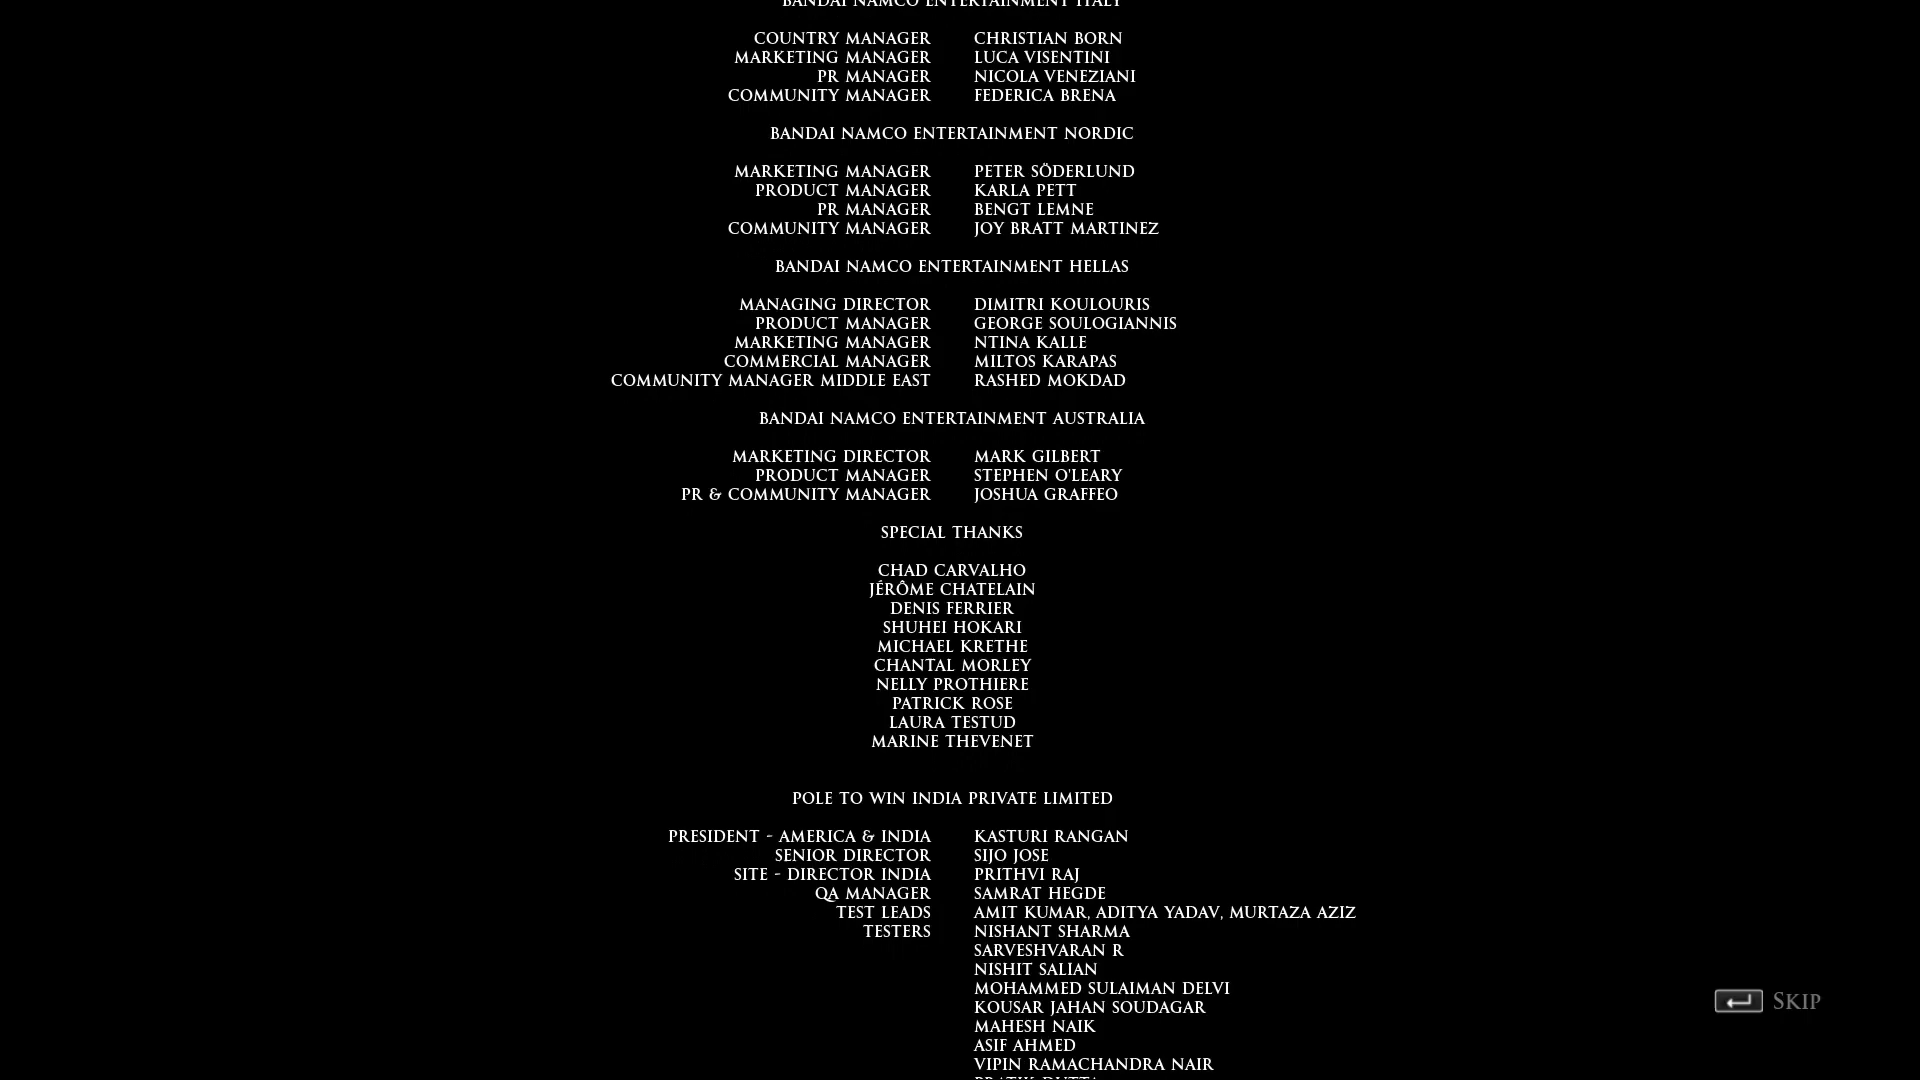 BANDAI NAMCO ENTERTAINMENT ITALY
COUNTRY MANAGER CHRISTIAN BORN
MARKETING MANAGER LUCA VISENTINI
PR MANAGER NICOLA VENEZIANI
COMMUNITY MANAGER FEDERICA BRENA
BANDAI NAMCO ENTERTAINMENT NORDIC
MARKETING MANAGER PETER SÖDERLUND
PRODUCT MANAGER KARLA PETT
PR MANAGER BENGT LEMNE
COMMUNITY MANAGER JOY BRATT MARTINEZ
BANDAI NAMCO ENTERTAINMENT HELLAS
MANAGING DIRECTOR DIMITRI KOULOURIS
PRODUCT MANAGER GEORGE SOULOGIANNIS
MARKETING MANAGER NTINA KALLE
COMMERCIAL MANAGER MILTOS KARAPAS
COMMUNITY MANAGER MIDDLE EAST RASHED MOKDAD
BANDAI NAMCO ENTERTAINMENT AUSTRALIA
MARKETING DIRECTOR MARK GILBERT
PRODUCT MANAGER STEPHEN O'LEARY
PR & COMMUNITY MANAGER JOSHUA GRAFFEO
SPECIAL THANKS
CHAD CARVALHO
JÉRÔME CHATELAIN
DENIS FERRIER
SHUHEI HOKARI
MICHAEL KRETHE
CHANTAL MORLEY
NELLY PROTHIERE
PATRICK ROSE
LAURA TESTUD
MARINE THEVENET
POLE TO WIN INDIA PRIVATE LIMITED
PRESIDENT - AMERICA & INDIA KASTURI RANGAN
SENIOR DIRECTOR SIJO JOSE
SITE - DIRECTOR INDIA PRITHVI RAJ
QA MANAGER SAMRAT HEGDE
TEST LEADS AMIT KUMAR, ADITYA YADAV, MURTAZA AZIZ
TESTERS NISHANT SHARMA
SARVESHVARAN R
NISHIT SALIAN
MOHAMMED SULAIMAN DELVI
KOUSAR JAHAN SOUDAGAR
MAHESH NAIK
ASIF AHMED
VIPIN RAMACHANDRA NAIR
SKIP